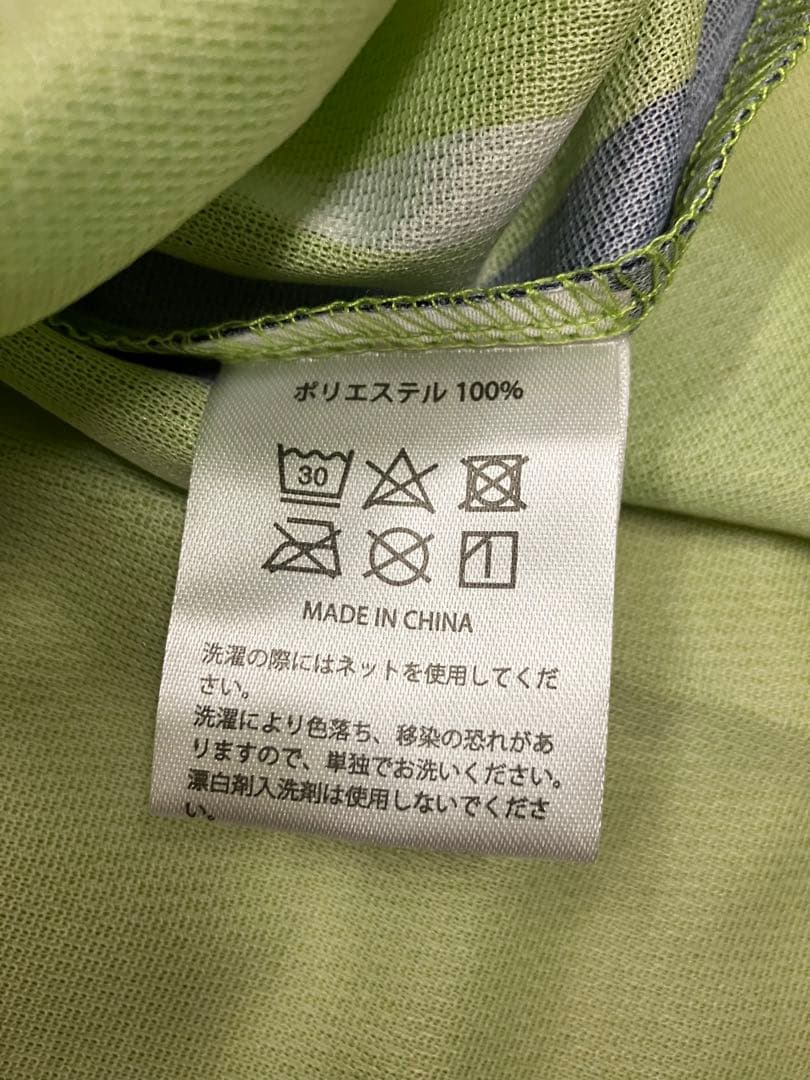 ポリエステル 100%
30
MADE IN CHINA
洗濯の際にはネットを使用してくだ
さい。
洗濯により色落ち、移染の恐れがあ
りますので、単独でお洗いください。
漂白剤入洗剤は使用しないでくださ
い。